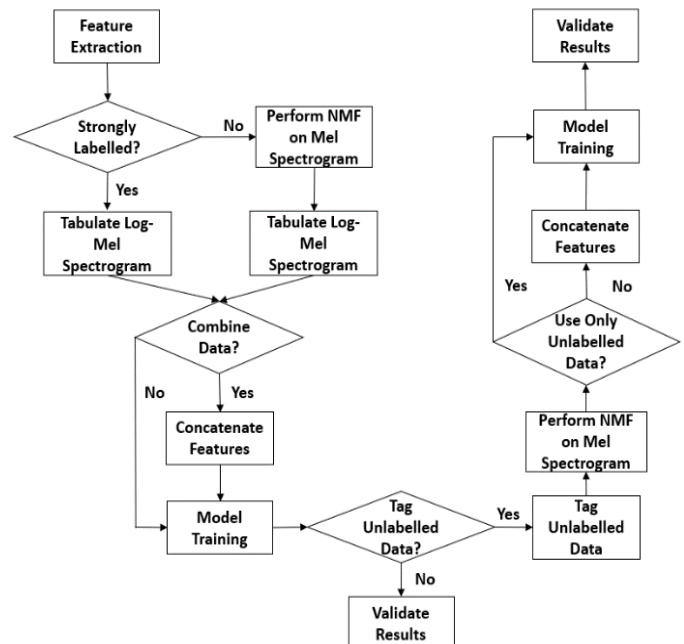 Feature
Extraction
Strongly
Labelled?
No
Perform NMF
on Mel
Spectrogram
Yes
Tabulate Log-
Mel
Spectrogram
Tabulate Log-
Mel
Spectrogram
Combine
Data?
No
Yes
Concatenate
Features
Model
Training
Tag
Unlabelled
Data?
No
Validate
Results
Yes
Tag
Unlabelled
Data
Perform NMF
on Mel
Spectrogram
Use Only
Unlabelled
Data?
Yes
No
Concatenate
Features
Model
Training
Validate
Results